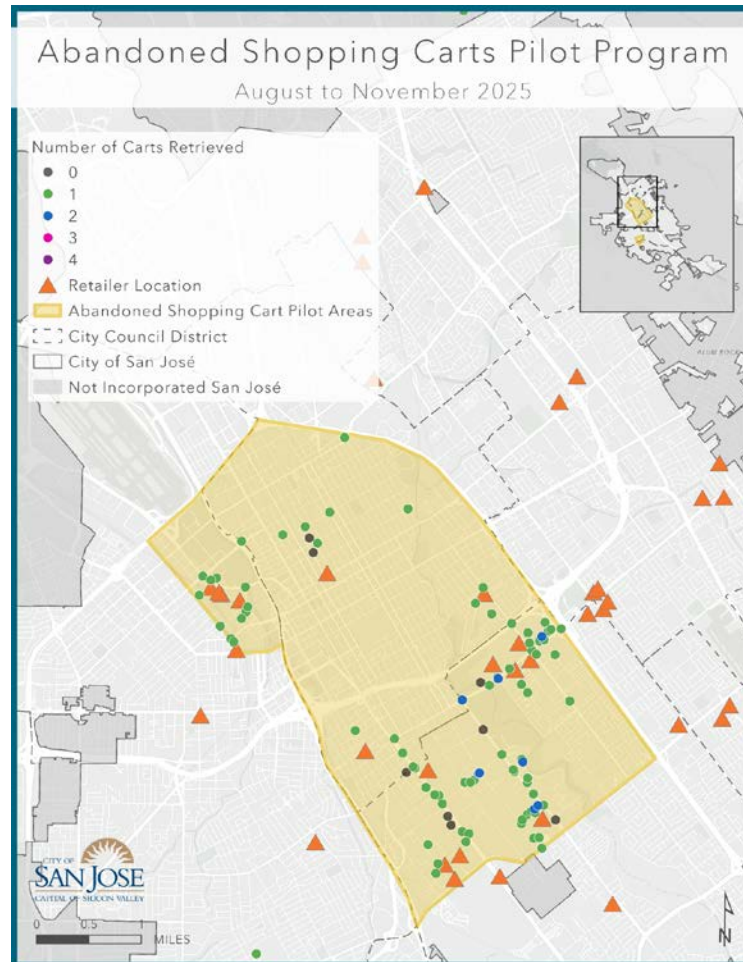 Abandoned Shopping Carts Pilot Program
August to November 2025
Number of Carts Retrieved
0
1
2
3
4
Retailer Location
Abandoned Shopping Cart Pilot Areas
City Council District
City of San José
Not Incorporated San José
CITY OF
SAN JOSE
CAPITAL OF SILICON VALLEY
0 0.5 1
MILES
N